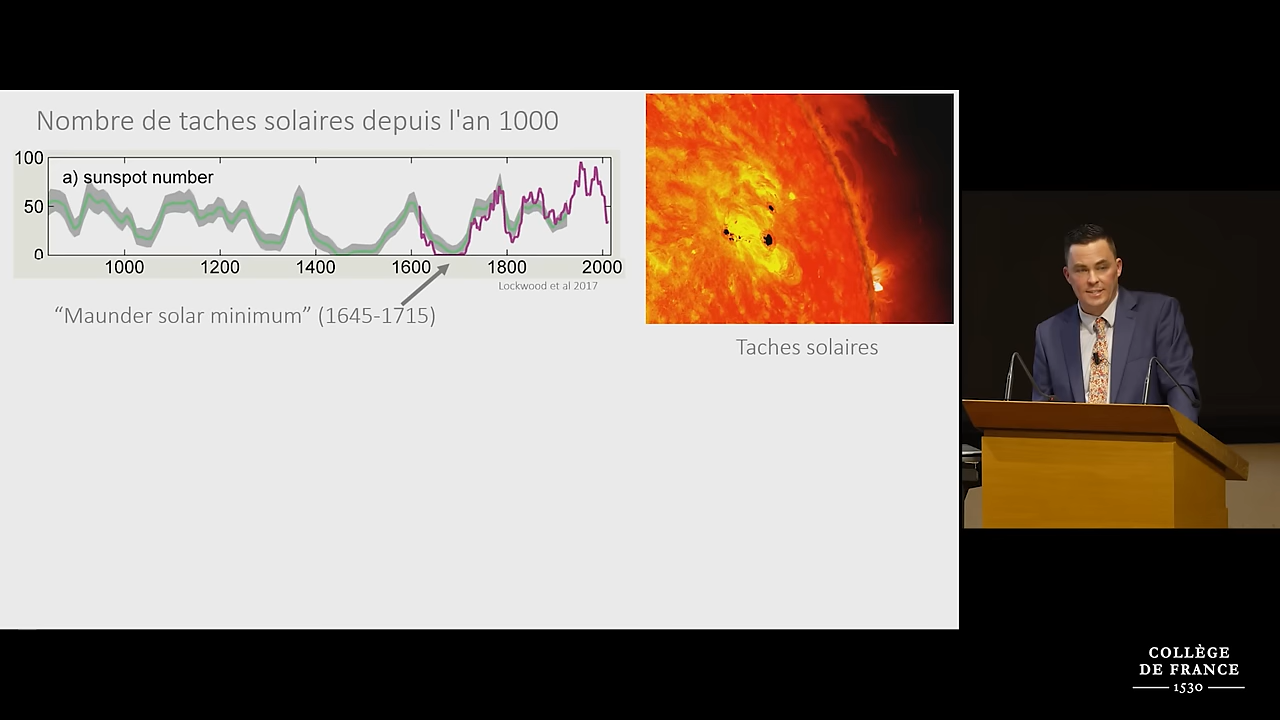 Nombre de taches solaires depuis l'an 1000
100
a) sunspot number
50
0
1000 1200 1400 1600 1800 2000
Lockwood et al 2017
“Maunder solar minimum” (1645-1715)
Taches solaires
COLLÈGE
DE FRANCE
1530